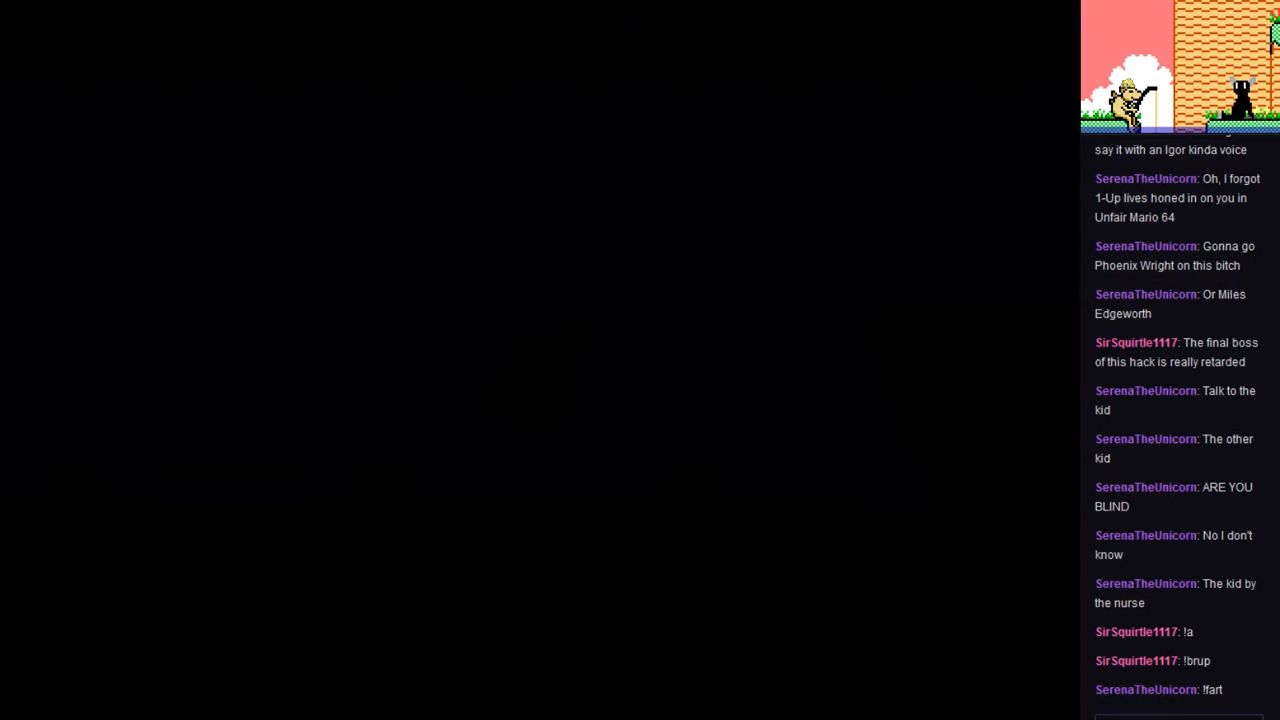 say it with an Igor kinda voice
SerenaTheUnicorn: Oh, I forgot
1-Up lives honed in on you in
Unfair Mario 64
SerenaTheUnicorn: Gonna go
Phoenix Wright on this bitch
SerenaTheUnicorn: Or Miles
Edgeworth
SirSquirtle1117: The final boss
of this hack is really retarded
SerenaTheUnicorn: Talk to the
kid
SerenaTheUnicorn: The other
kid
SerenaTheUnicorn: ARE YOU
BLIND
SerenaTheUnicorn: No I don't
know
SerenaTheUnicorn: The kid by
the nurse
SirSquirtle1117: !a
SirSquirtle1117: !brup
SerenaTheUnicorn: !fart